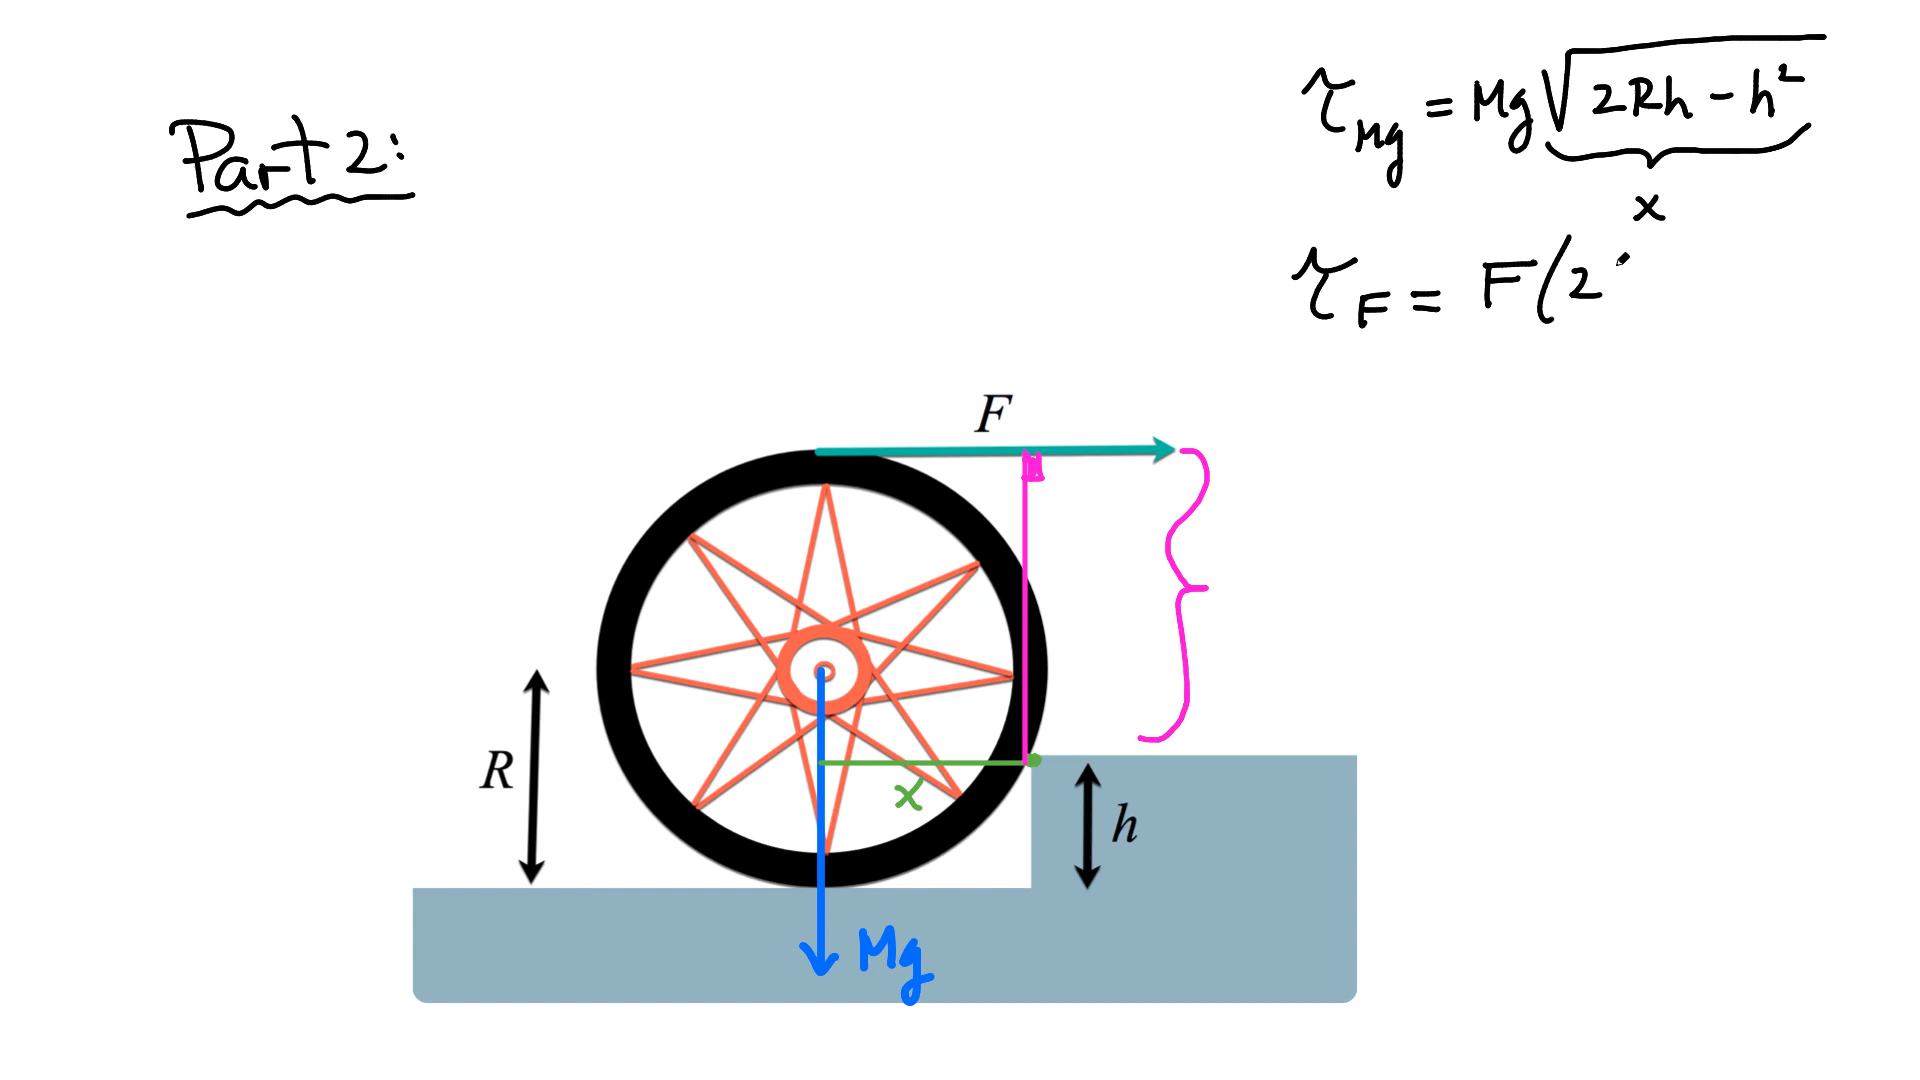 Part 2:
τ_Mg = Mg√(2Rh - h²)
x
τ_F = F(2
F
R
x
h
Mg